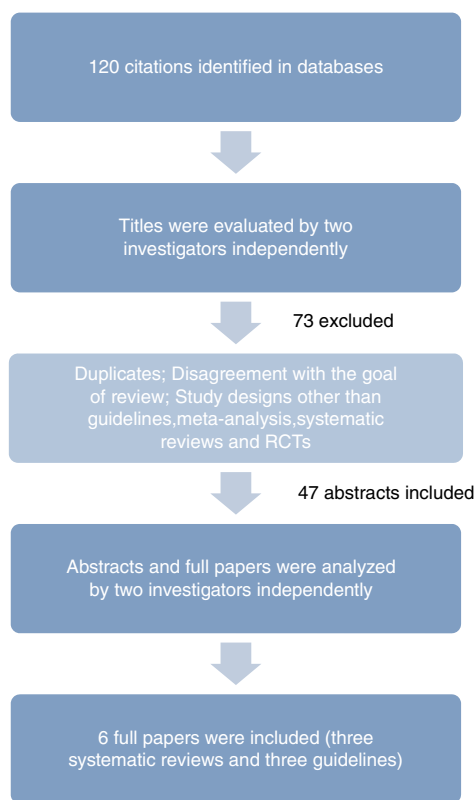 120 citations identified in databases
Titles were evaluated by two
investigators independently
73 excluded
Duplicates; Disagreement with the goal
of review; Study designs other than
guidelines,meta-analysis,systematic
reviews and RCTs
47 abstracts included
Abstracts and full papers were analyzed
by two investigators independently
6 full papers were included (three
systematic reviews and three guidelines)